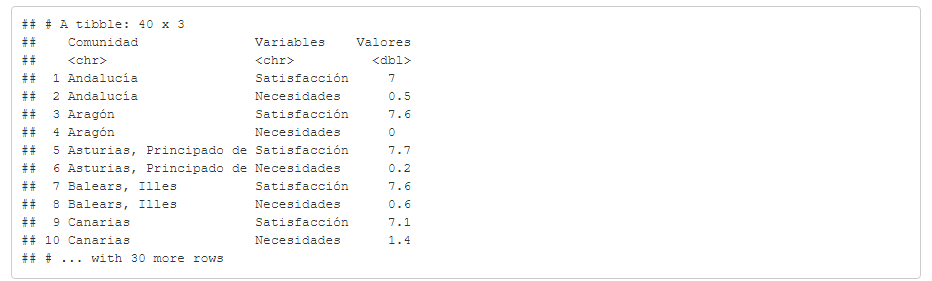 ## # A tibble: 40 x 3
##    Comunidad               Variables    Valores
##    <chr>                   <chr>          <dbl>
##  1 Andalucía               Satisfacción     7
##  2 Andalucía               Necesidades      0.5
##  3 Aragón                  Satisfacción     7.6
##  4 Aragón                  Necesidades      0
##  5 Asturias, Principado de Satisfacción     7.7
##  6 Asturias, Principado de Necesidades      0.2
##  7 Balears, Illes          Satisfacción     7.6
##  8 Balears, Illes          Necesidades      0.6
##  9 Canarias                Satisfacción     7.1
## 10 Canarias                Necesidades      1.4
## # ... with 30 more rows